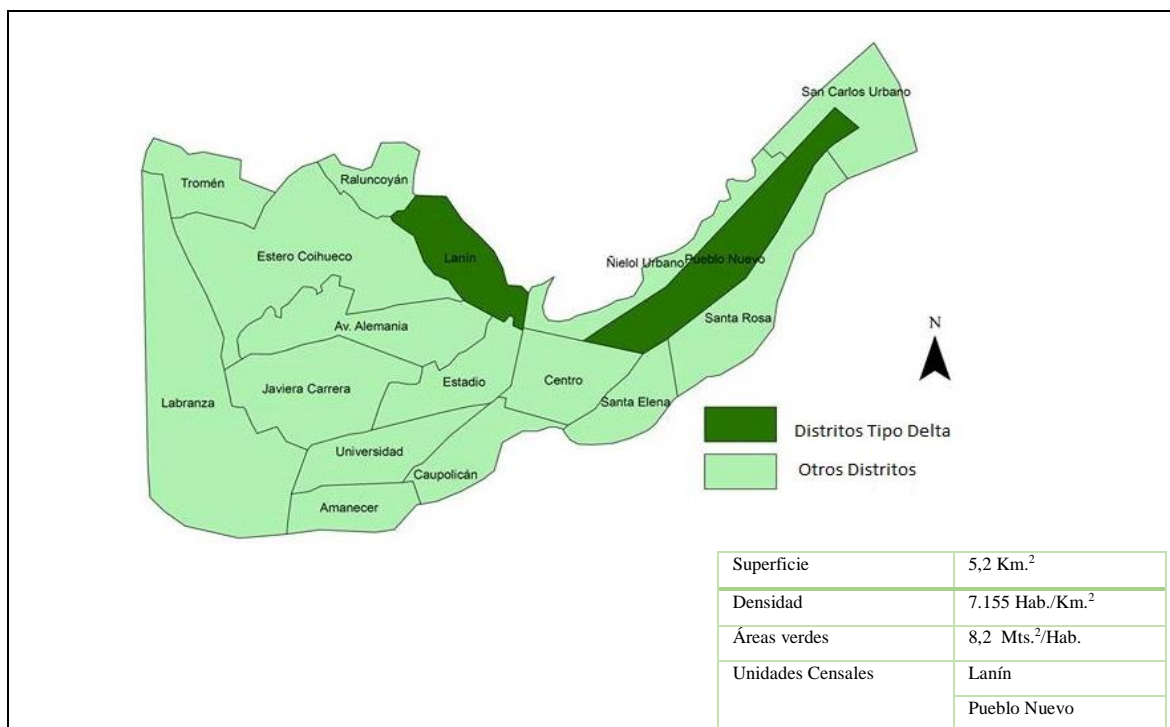 San Carlos Urbano
Tromén
Raluncoyán
Estero Coihueco
Lanín
Ñielol Urbano
Pueblo Nuevo
Santa Rosa
Av. Alemania
N
Labranza
Javiera Carrera
Estadio
Centro
Santa Elena
Universidad
Caupolicán
Amanecer
Distritos Tipo Delta
Otros Distritos
Superficie 5,2 Km.²
Densidad 7.155 Hab./Km.²
Áreas verdes 8,2 Mts.²/Hab.
Unidades Censales Lanín
Pueblo Nuevo